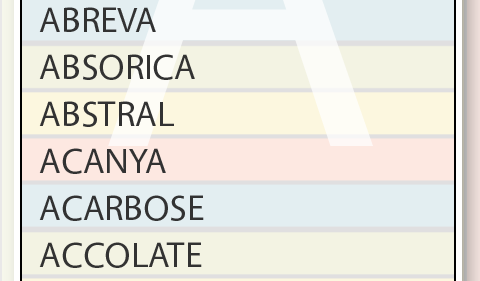 A
ABREVA
ABSORICA
ABSTRAL
ACANYA
ACARBOSE
ACCOLATE